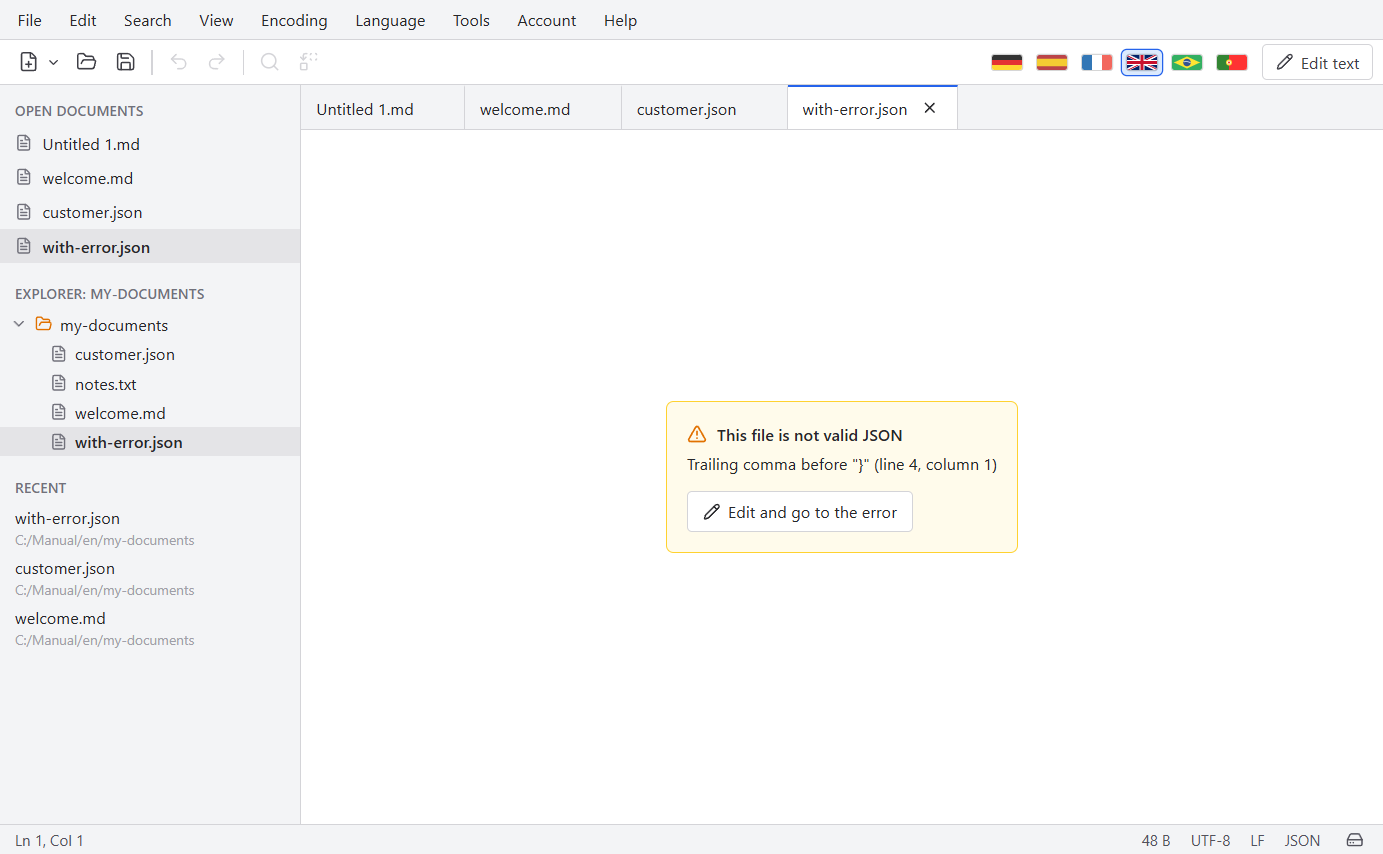 File Edit Search View Encoding Language Tools Account Help
Edit text
OPEN DOCUMENTS
Untitled 1.md
welcome.md
customer.json
with-error.json
EXPLORER: MY-DOCUMENTS
my-documents
customer.json
notes.txt
welcome.md
with-error.json
RECENT
with-error.json
C:/Manual/en/my-documents
customer.json
C:/Manual/en/my-documents
welcome.md
C:/Manual/en/my-documents
Untitled 1.md welcome.md customer.json with-error.json
This file is not valid JSON
Trailing comma before "}" (line 4, column 1)
Edit and go to the error
Ln 1, Col 1 48 B UTF-8 LF JSON